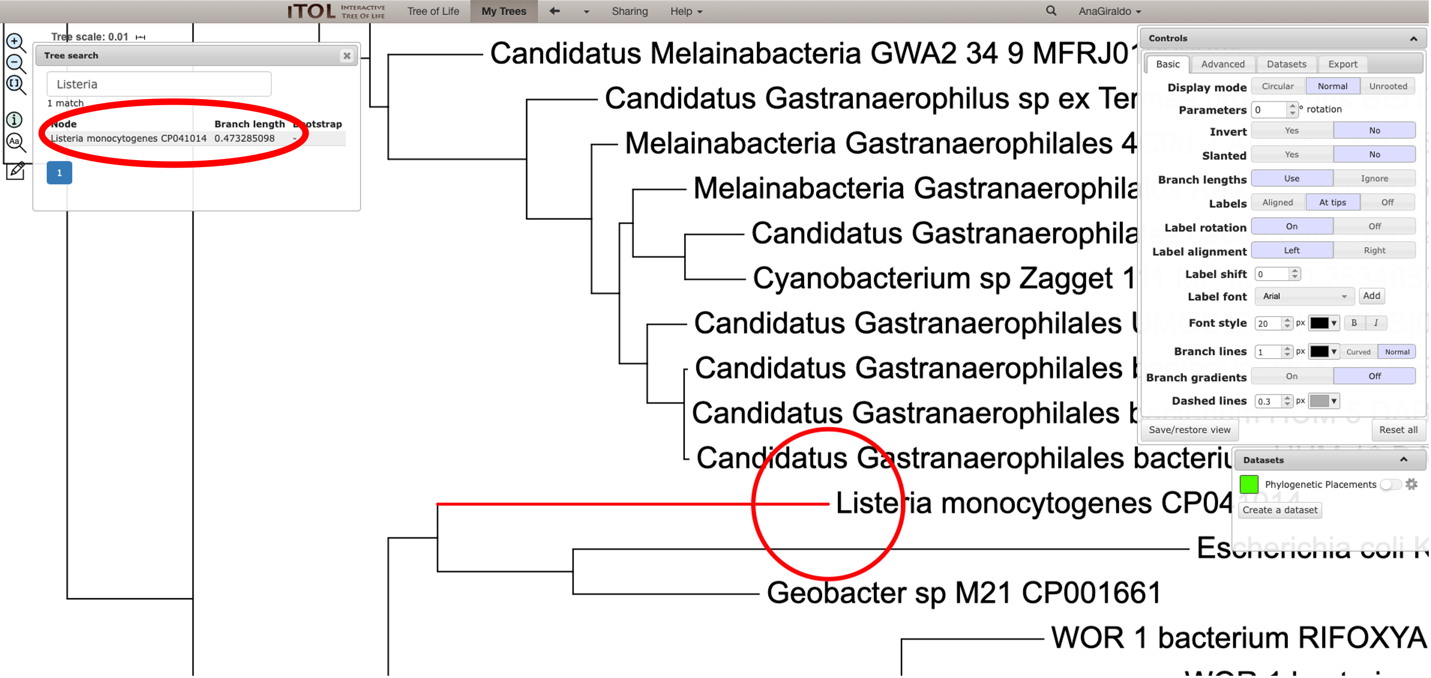 iTOL INTERACTIVE TREE OF LIFE Tree of Life My Trees Sharing Help AnaGiraldo
Tree scale: 0.01
Tree search
Listeria
1 match
Node Branch length Bootstrap
Listeria monocytogenes CP041014 0.473285098 -
1
Candidatus Melainabacteria GWA2 34 9 MFRJ01
Candidatus Gastranaerophilus sp ex Term
Melainabacteria Gastranaerophilales 4
Melainabacteria Gastranaerophila
Candidatus Gastranaerophila
Cyanobacterium sp Zagget 1
Candidatus Gastranaerophilales
Candidatus Gastranaerophilales b
Candidatus Gastranaerophilales b
Candidatus Gastranaerophilales bacteriu
Listeria monocytogenes CP041014
Escherichia coli K
Geobacter sp M21 CP001661
WOR 1 bacterium RIFOXYA
WOR 1 bacteri
Controls
Basic Advanced Datasets Export
Display mode Circular Normal Unrooted
Parameters 0 ° rotation
Invert Yes No
Slanted Yes No
Branch lengths Use Ignore
Labels Aligned At tips Off
Label rotation On Off
Label alignment Left Right
Label shift 0
Label font Arial Add
Font style 20 px B I
Branch lines 1 px Curved Normal
Branch gradients On Off
Dashed lines 0.3 px
Save/restore view Reset all
Datasets
Phylogenetic Placements
Create a dataset